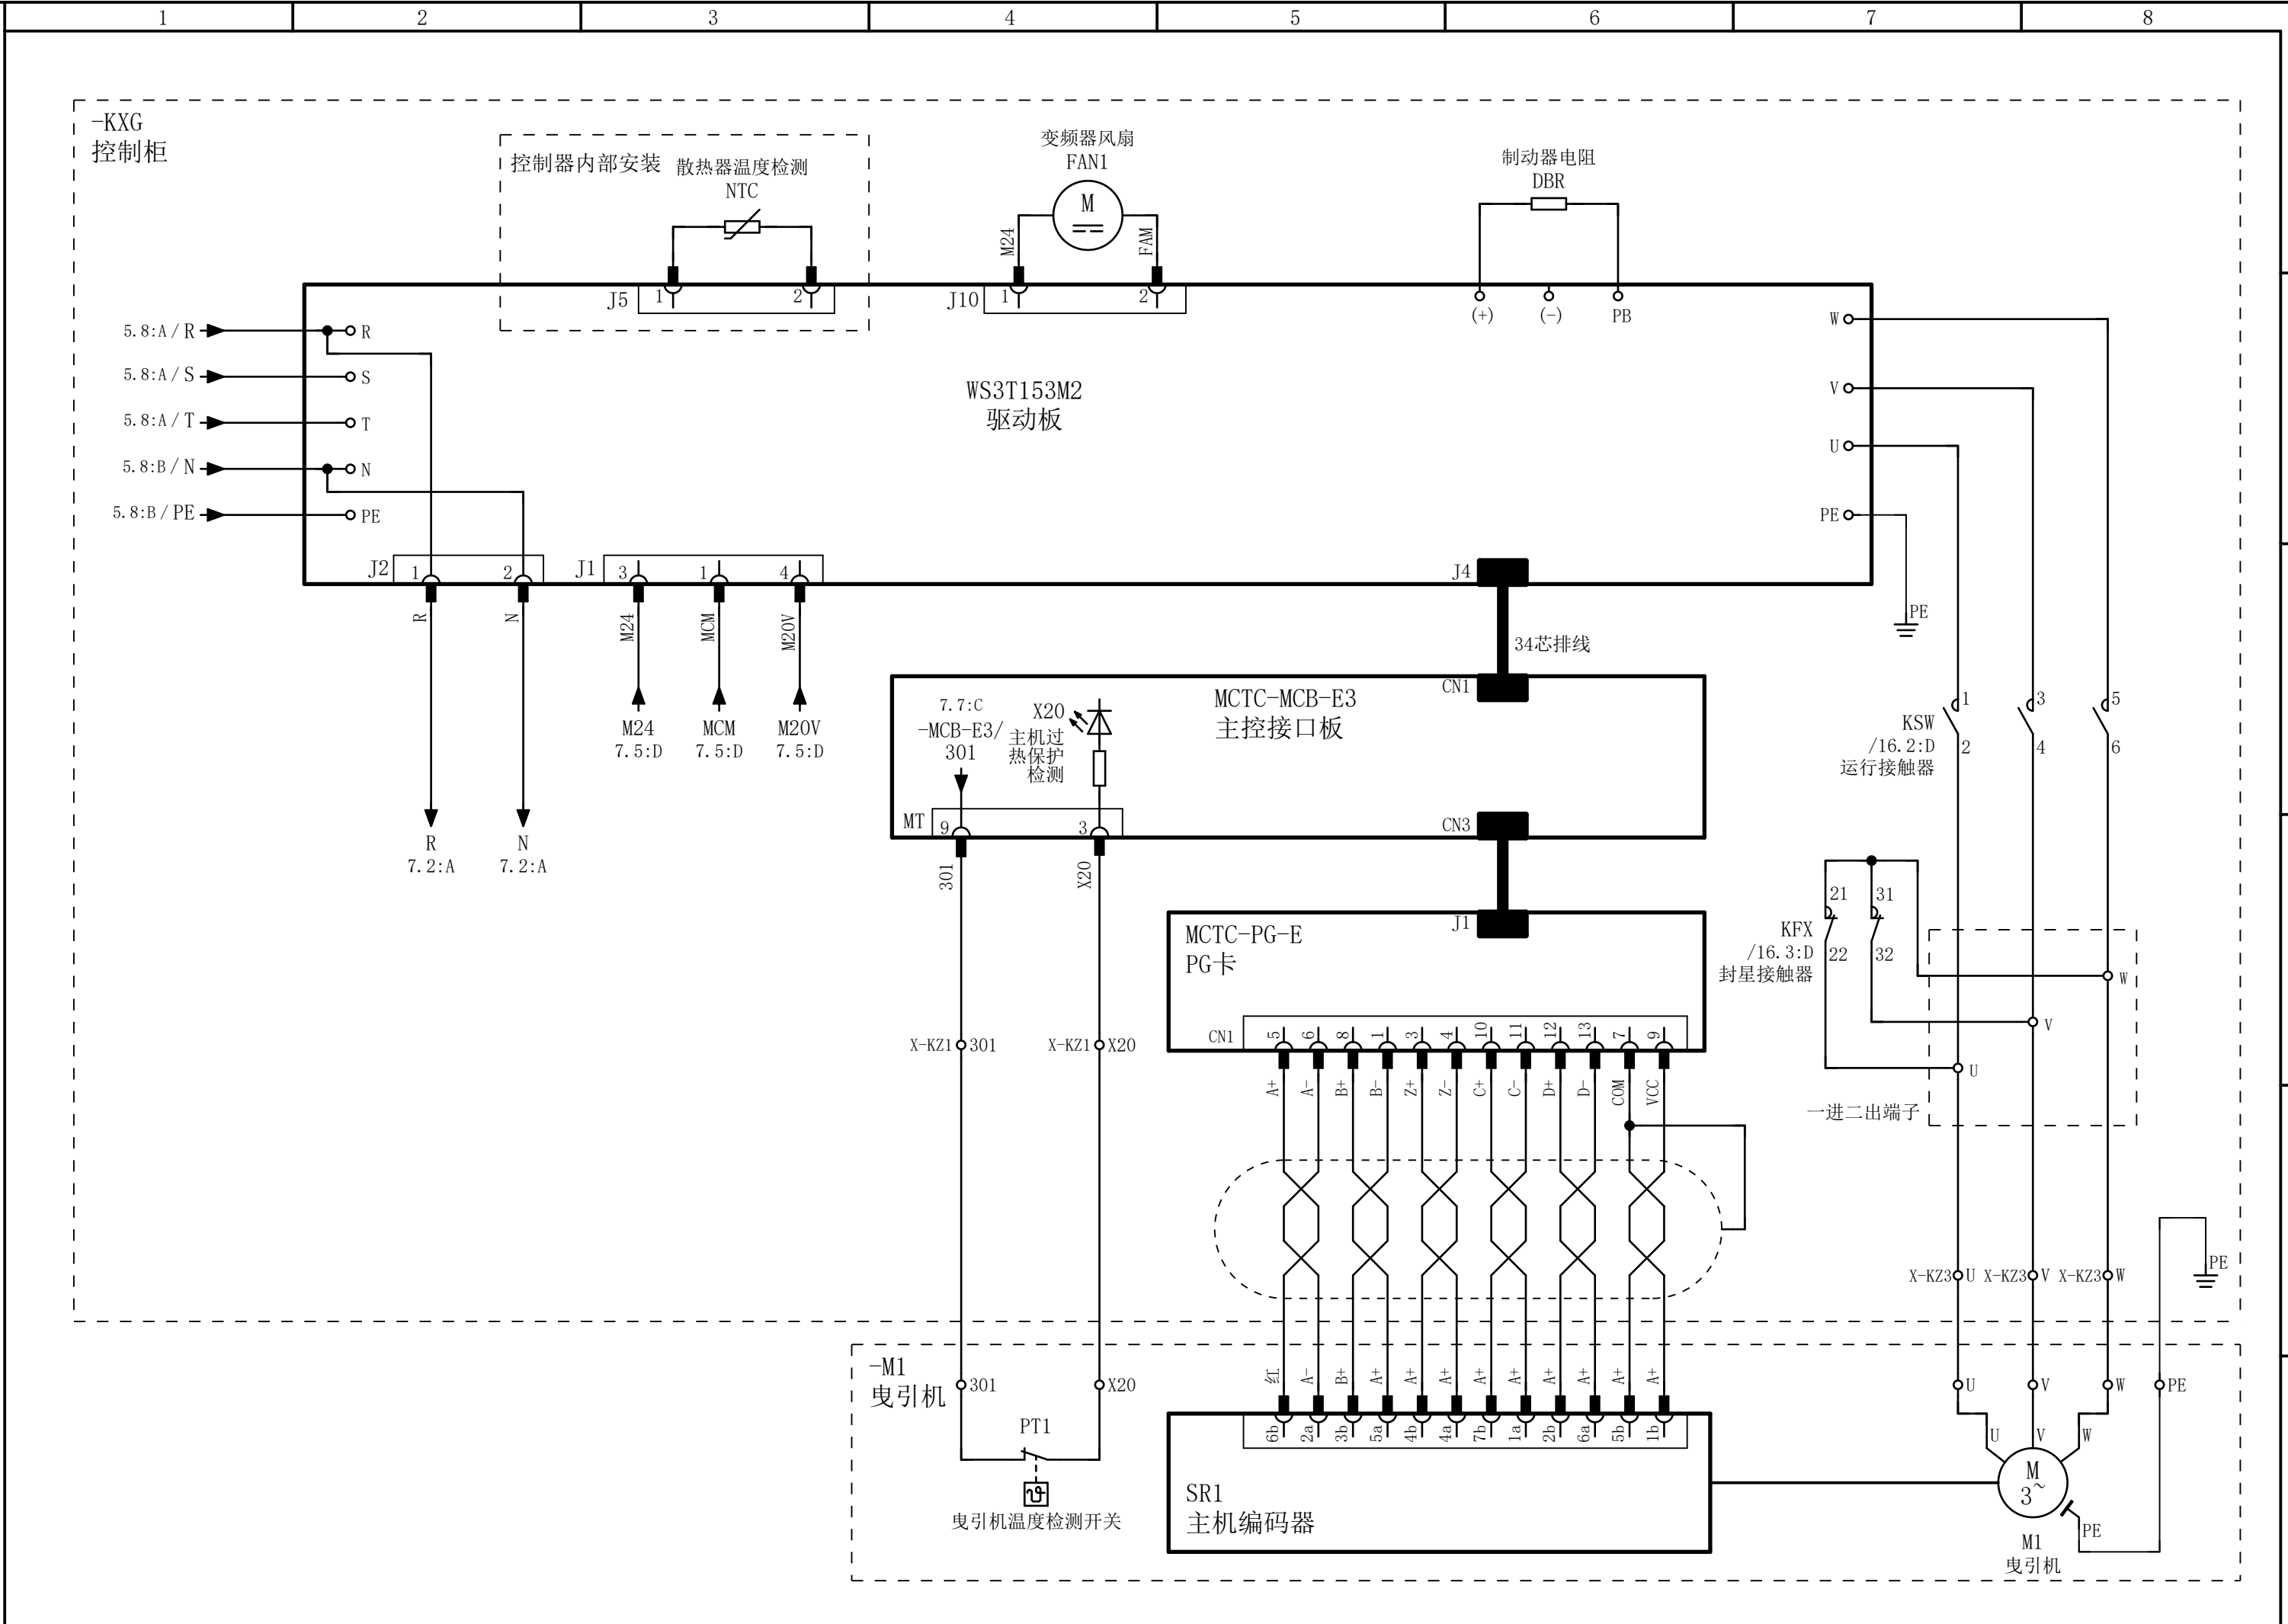 1 2 3 4 5 6 7 8
-KXG
控制柜
控制器内部安装
散热器温度检测
NTC
变频器风扇
FAN1
M
M24
FAM
制动器电阻
DBR
J5 1 2
J10 1 2
(+) (-) PB
5.8:A/R R
5.8:A/S S
5.8:A/T T
5.8:B/N N
5.8:B/PE PE
WS3T153M2
驱动板
W
V
U
PE
PE
J2 1 2
J1 3 1 4
J4
R
N
M24
MCM
M20V
34芯排线
M24
7.5:D
MCM
7.5:D
M20V
7.5:D
R
7.2:A
N
7.2:A
7.7:C
-MCB-E3/
301
X20
主机过
热保护
检测
MCTC-MCB-E3
主控接口板
CN1
MT 9 3
CN3
301
X20
KSW
/16.2:D
运行接触器
1 3 5
2 4 6
MCTC-PG-E
PG卡
J1
CN1 5 6 8 1 3 4 10 11 12 13 7 9
A+ A- B+ B- Z+ Z- C+ C- D+ D- COM VCC
KFX
/16.3:D
封星接触器
21 31
22 32
W
V
U
一进二出端子
X-KZ1 301
X-KZ1 X20
X-KZ3 U X-KZ3 V X-KZ3 W
PE
-M1
曳引机
301
X20
PT1
ϑ
曳引机温度检测开关
红 A- B+ A+ A+ A+ A+ A+ A+ A+ A+ A+
6b 2a 3b 5a 4b 4a 7b 1a 2b 6a 5b 1b
SR1
主机编码器
U V W PE
U V W
M
3~
PE
M1
曳引机